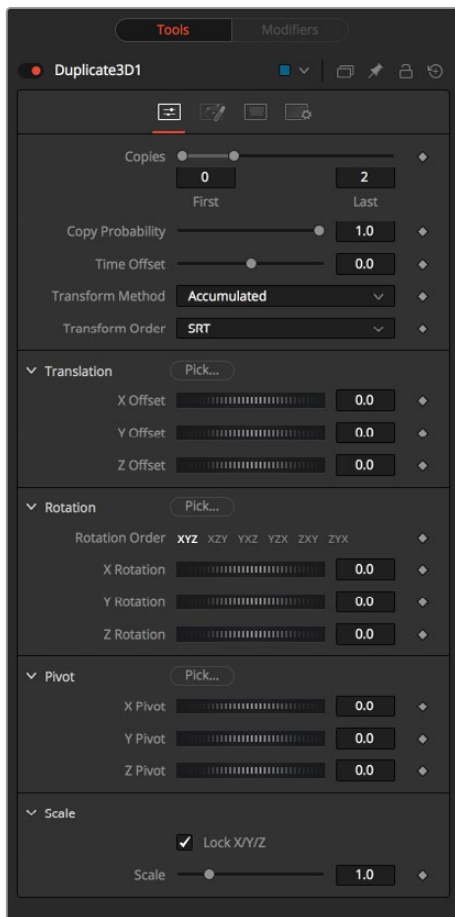 Tools Modifiers
Duplicate3D1
Copies
0 2
First Last
Copy Probability 1.0
Time Offset 0.0
Transform Method Accumulated
Transform Order SRT
Translation Pick...
X Offset 0.0
Y Offset 0.0
Z Offset 0.0
Rotation Pick...
Rotation Order XYZ XZY YXZ YZX ZXY ZYX
X Rotation 0.0
Y Rotation 0.0
Z Rotation 0.0
Pivot Pick...
X Pivot 0.0
Y Pivot 0.0
Z Pivot 0.0
Scale
Lock X/Y/Z
Scale 1.0